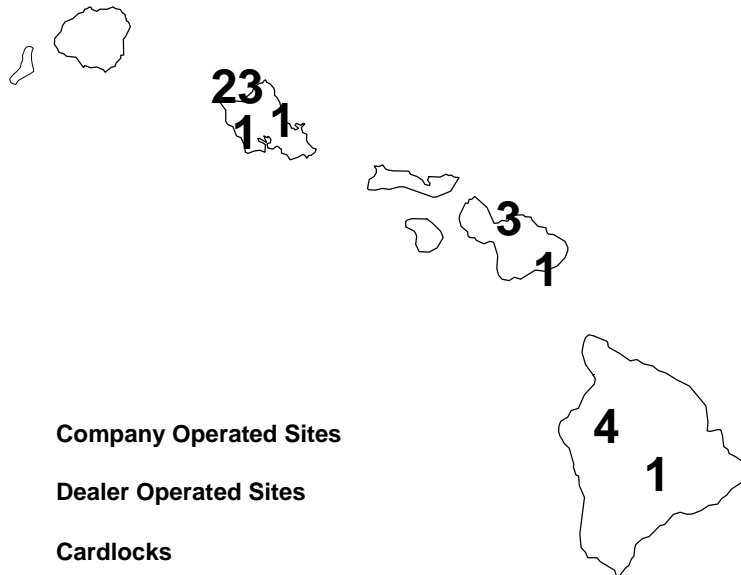 23
1
1
3
1
4
1
Company Operated Sites
Dealer Operated Sites
Cardlocks